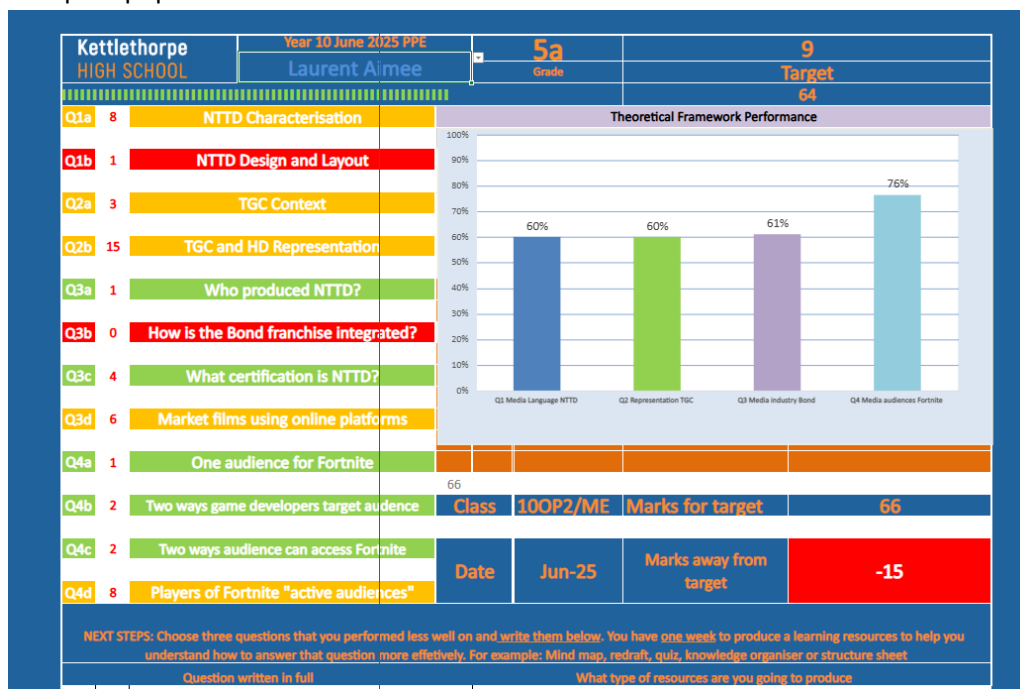 Kettlethorpe
HIGH SCHOOL
Year 10 June 2025 PPE
Laurent Aimee
5a
Grade
9
Target
64
Q1a 8 NTTD Characterisation
Q1b 1 NTTD Design and Layout
Q2a 3 TGC Context
Q2b 15 TGC and HD Representation
Q3a 1 Who produced NTTD?
Q3b 0 How is the Bond franchise integrated?
Q3c 4 What certification is NTTD?
Q3d 6 Market films using online platforms
Q4a 1 One audience for Fortnite
Q4b 2 Two ways game developers target audence
Q4c 2 Two ways audience can access Fortnite
Q4d 8 Players of Fortnite "active audiences"
Theoretical Framework Performance
100%
90%
80%
70%
60%
50%
40%
30%
20%
10%
0%
60%
60%
61%
76%
Q1 Media Language NTTD
Q2 Representation TGC
Q3 Media industry Bond
Q4 Media audiences Fortnite
66
Class 10OP2/ME Marks for target 66
Date Jun-25 Marks away from target -15
NEXT STEPS: Choose three questions that you performed less well on and write them below. You have one week to produce a learning resources to help you
understand how to answer that question more effetively. For example: Mind map, redraft, quiz, knowledge organiser or structure sheet
Question written in full
What type of resources are you going to produce